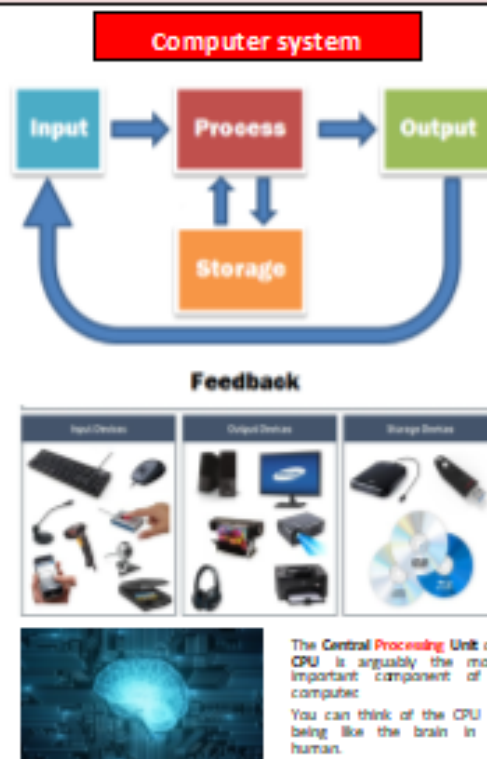 Computer system
Input
Process
Output
Storage
Feedback
Input Devices
Output Devices
Storage Devices
The Central Processing Unit
CPU is arguably the
important component of
computer.
You can think of the CPU
being like the brain in
human.